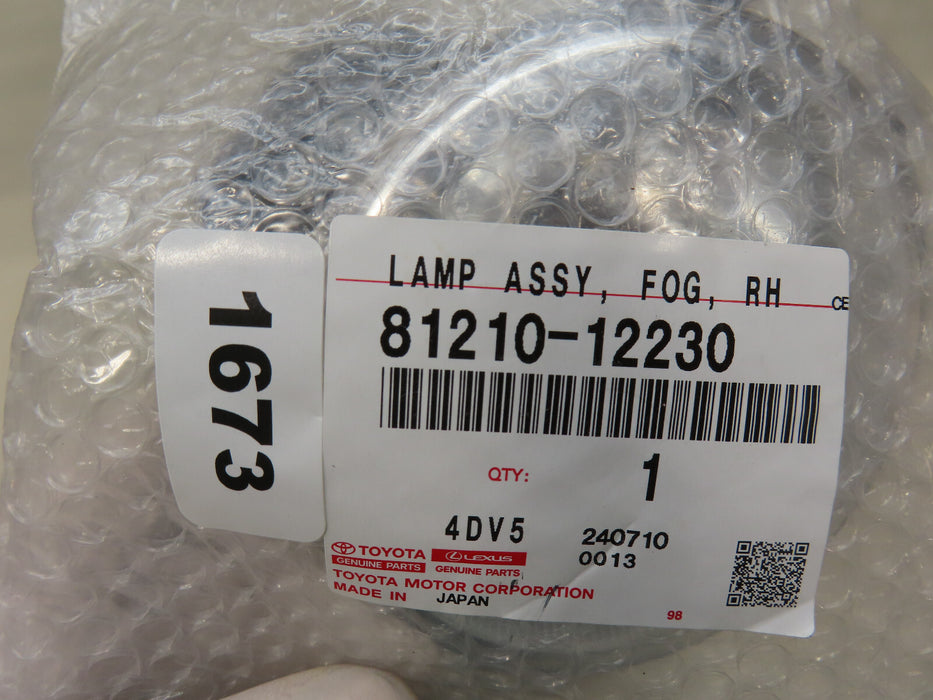 1673
LAMP ASSY, FOG, RH
CE
81210-12230
QTY: 1
4DV5
240710
0013
TOYOTA
GENUINE PARTS
LEXUS
GENUINE PARTS
TOYOTA MOTOR CORPORATION
MADE IN JAPAN
98